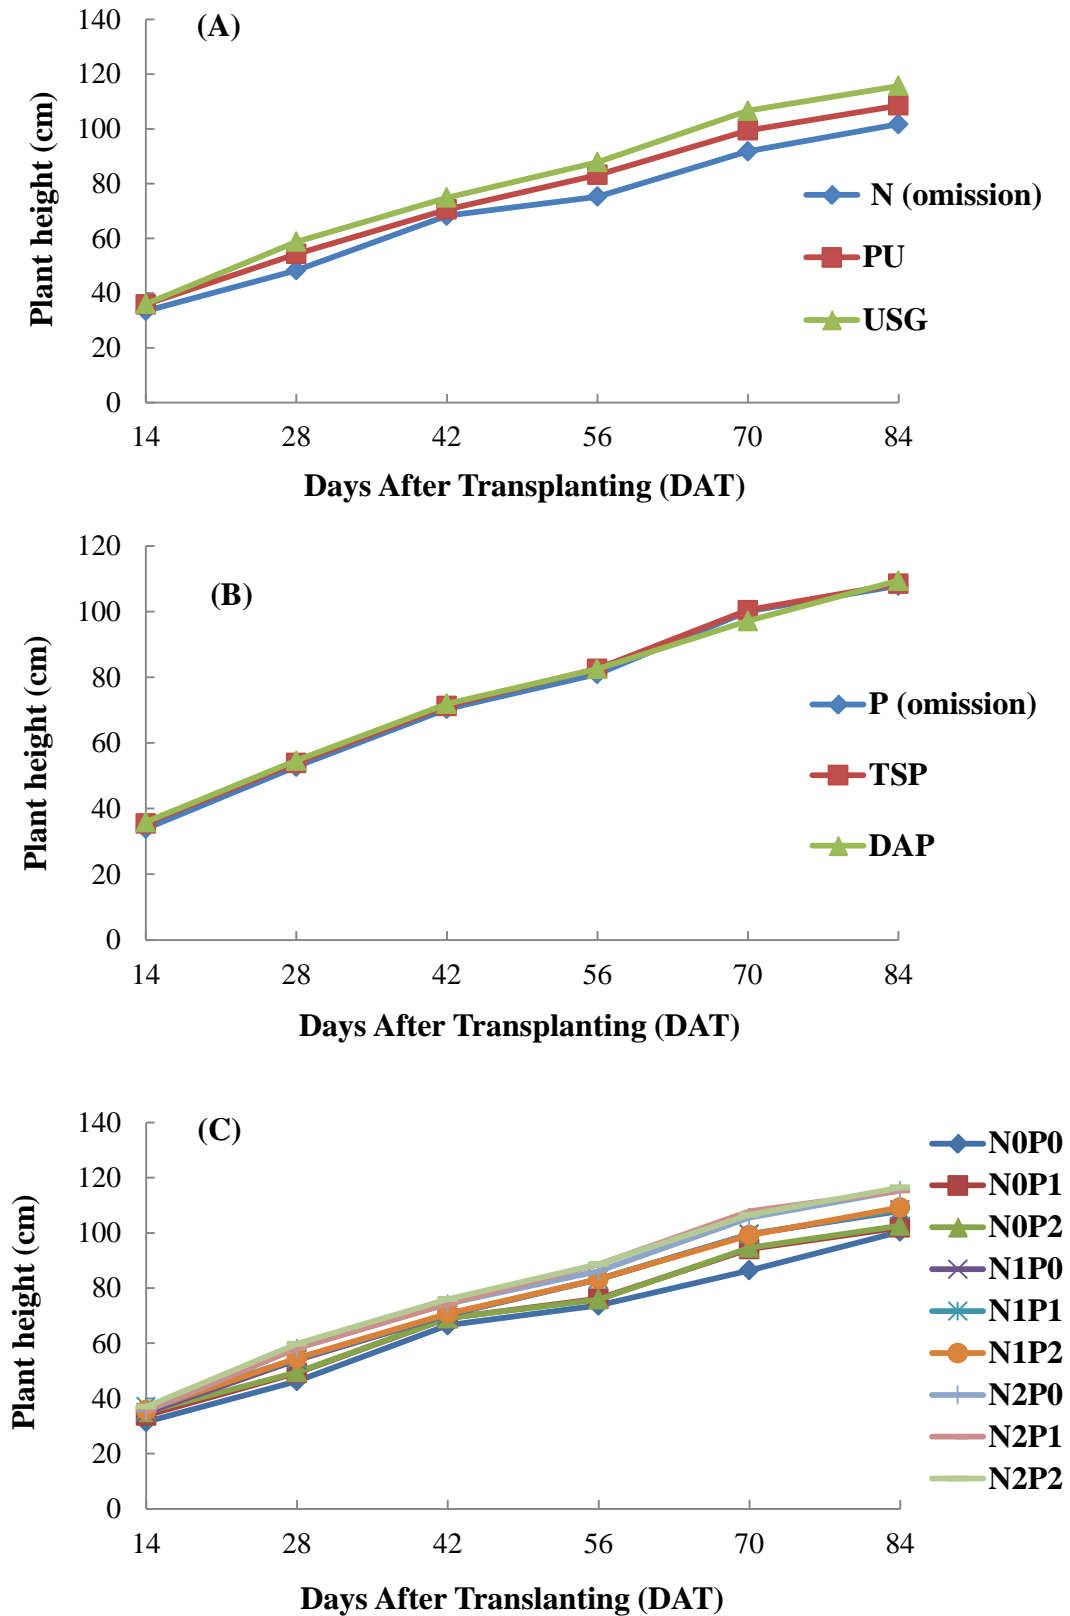 (A)
140
120
100
80
60
40
20
0
Plant height (cm)
14 28 42 56 70 84
Days After Transplanting (DAT)
N (omission)
PU
USG
(B)
120
100
80
60
40
20
0
Plant height (cm)
14 28 42 56 70 84
Days After Transplanting (DAT)
P (omission)
TSP
DAP
(C)
140
120
100
80
60
40
20
0
Plant height (cm)
14 28 42 56 70 84
Days After Translanting (DAT)
N0P0
N0P1
N0P2
N1P0
N1P1
N1P2
N2P0
N2P1
N2P2